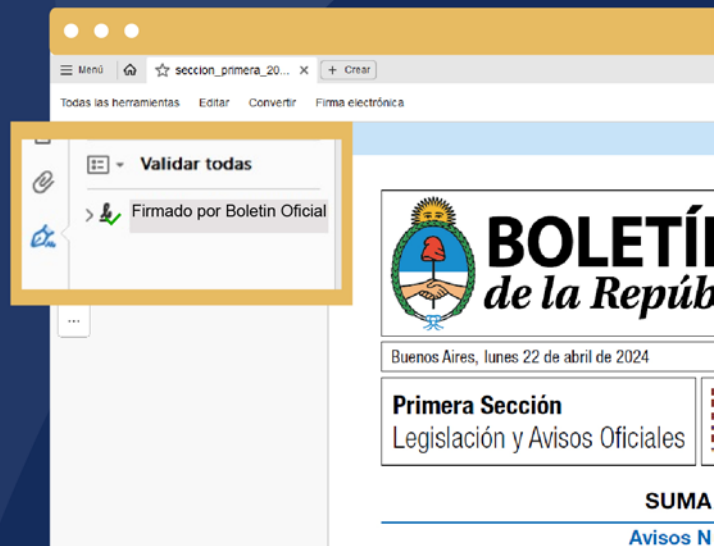 Menú
seccion_primera_20... × + Crear
Todas las herramientas Editar Convertir Firma electrónica
Validar todas
Firmado por Boletin Oficial
...
BOLETÍ
de la Repúb
Buenos Aires, lunes 22 de abril de 2024
Primera Sección
Legislación y Avisos Oficiales
SUMA
Avisos N